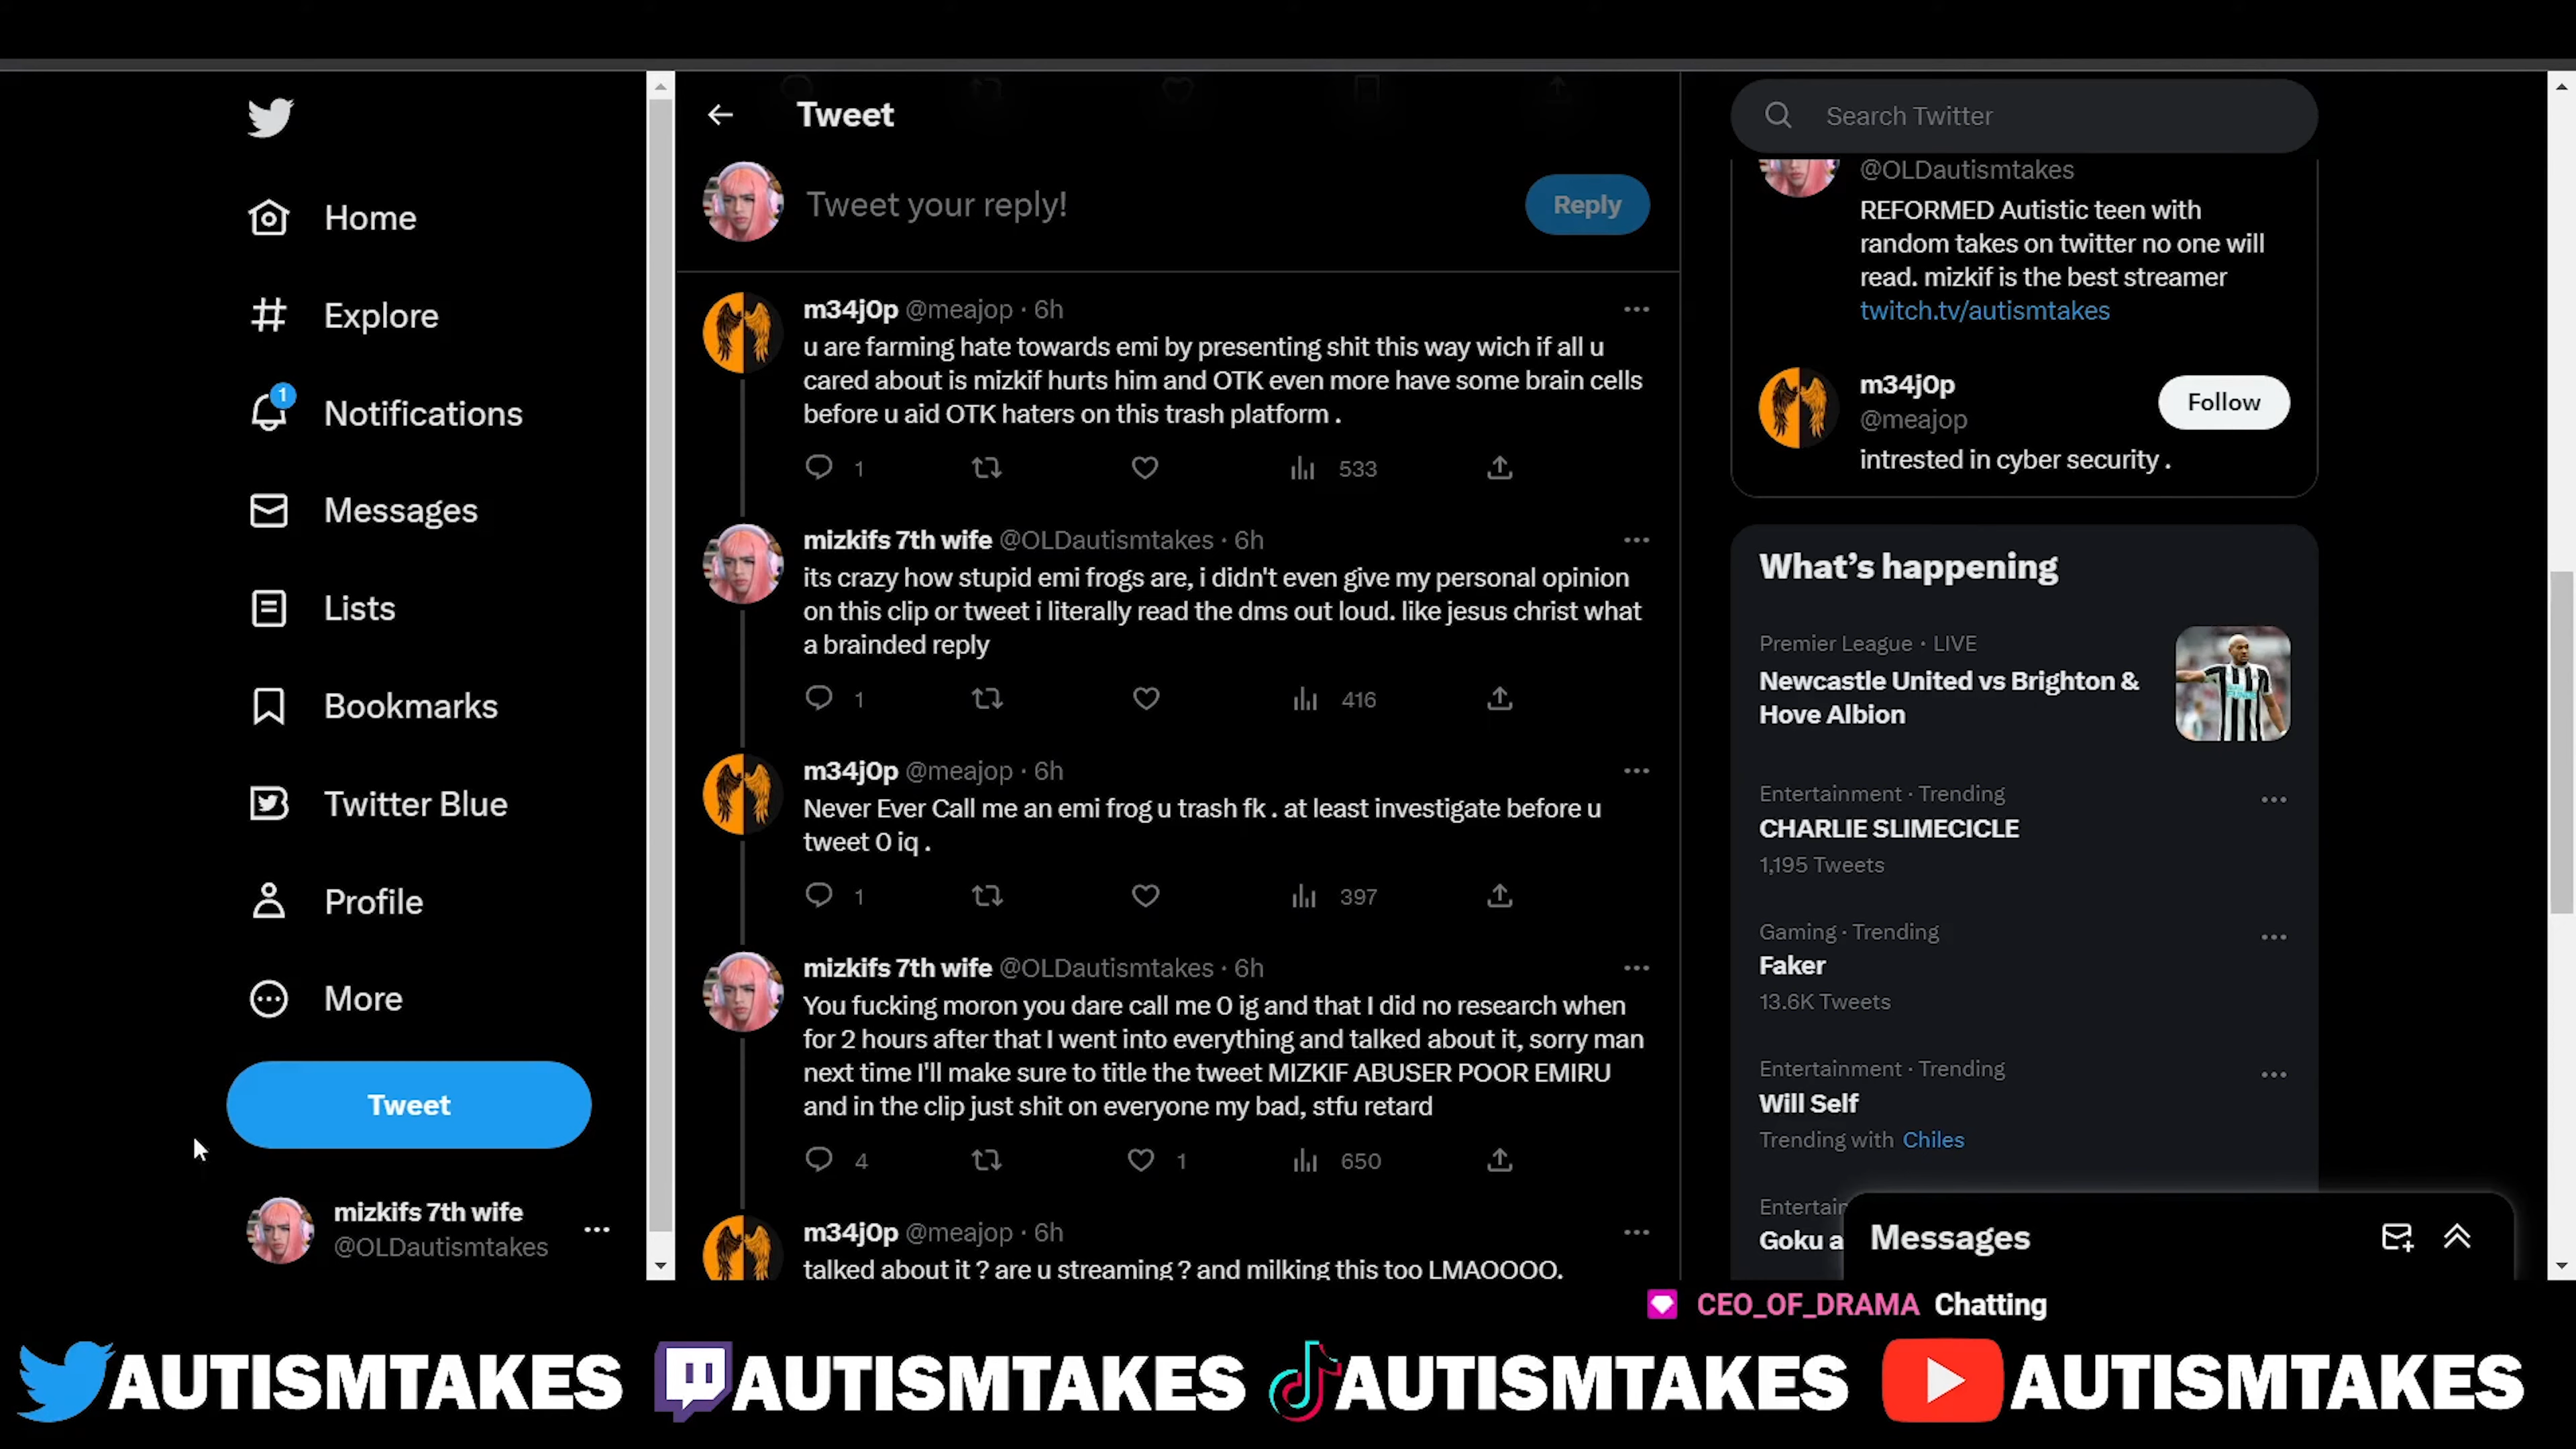 Home
Explore
1
Notifications
Messages
Lists
Bookmarks
Twitter Blue
Profile
More
Tweet
mizkifs 7th wife
@OLDautismtakes
Tweet
Tweet your reply!
Reply
m34j0p @meajop · 6h
u are farming hate towards emi by presenting shit this way wich if all u
cared about is mizkif hurts him and OTK even more have some brain cells
before u aid OTK haters on this trash platform .
1
533
mizkifs 7th wife @OLDautismtakes · 6h
its crazy how stupid emi frogs are, i didn't even give my personal opinion
on this clip or tweet i literally read the dms out loud. like jesus christ what
a brainded reply
1
416
m34j0p @meajop · 6h
Never Ever Call me an emi frog u trash fk . at least investigate before u
tweet 0 iq .
1
397
mizkifs 7th wife @OLDautismtakes · 6h
You fucking moron you dare call me 0 ig and that I did no research when
for 2 hours after that I went into everything and talked about it, sorry man
next time I'll make sure to title the tweet MIZKIF ABUSER POOR EMIRU
and in the clip just shit on everyone my bad, stfu retard
4
1
650
m34j0p @meajop · 6h
talked about it ? are u streaming ? and milking this too LMAOOOO.
Search Twitter
@OLDautismtakes
REFORMED Autistic teen with
random takes on twitter no one will
read. mizkif is the best streamer
twitch.tv/autismtakes
m34j0p
@meajop
Follow
intrested in cyber security .
What's happening
Premier League · LIVE
Newcastle United vs Brighton &
Hove Albion
Entertainment · Trending
CHARLIE SLIMECICLE
1,195 Tweets
Gaming · Trending
Faker
13.6K Tweets
Entertainment · Trending
Will Self
Trending with Chiles
Entertain
Goku a
Messages
CEO_OF_DRAMA Chatting
AUTISMTAKES AUTISMTAKES AUTISMTAKES AUTISMTAKES